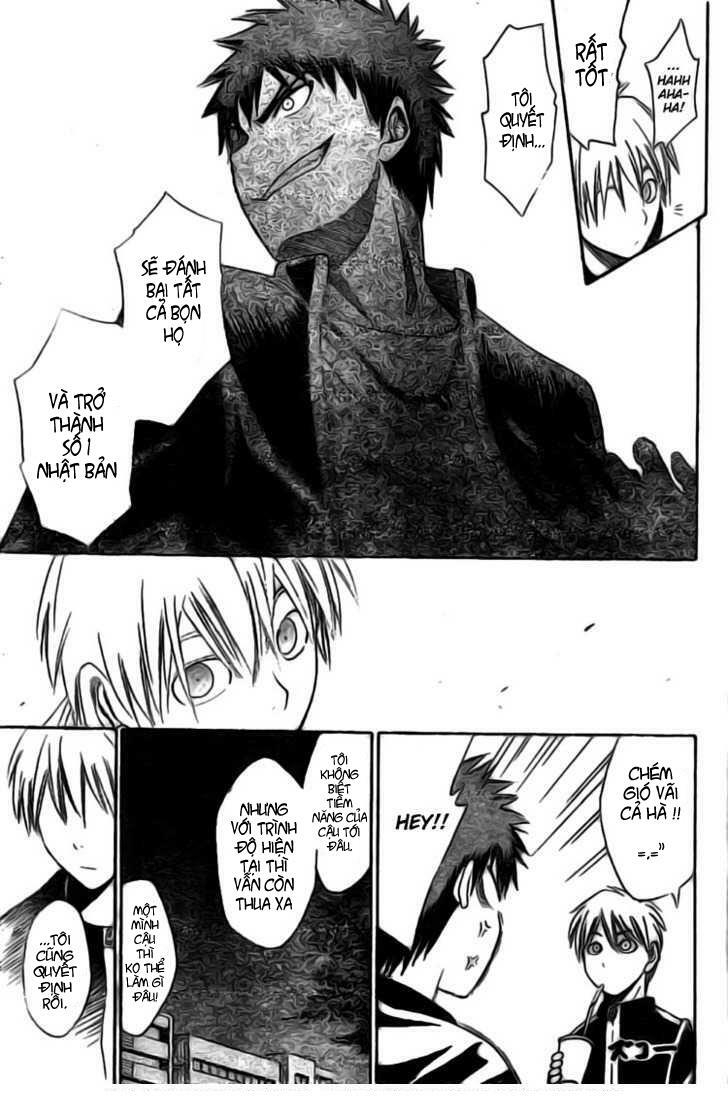 ...
HAHH
AHA-
HA!
RẤT
TỐT
TÔI
QUYẾT
ĐỊNH...
SẼ ĐÁNH
BẠI TẤT
CẢ BỌN
HỌ
VÀ TRỞ
THÀNH
SỐ 1
NHẬT BẢN
CHÉM
GIÓ VÃI
CẢ HÀ !!
=,="
HEY!!
TÔI
KHÔNG
BIẾT
TIỀM
NĂNG CỦA
CẬU TỚI
ĐÂU.
NHƯNG
VỚI TRÌNH
ĐỘ HIỆN
TẠI THÌ
VẪN CÒN
THUA XA
MỘT
MÌNH
CẬU
THÌ
KO THỂ
LÀM GÌ
ĐÂU!
...TÔI
CŨNG
QUYẾT
ĐỊNH
RỒI.